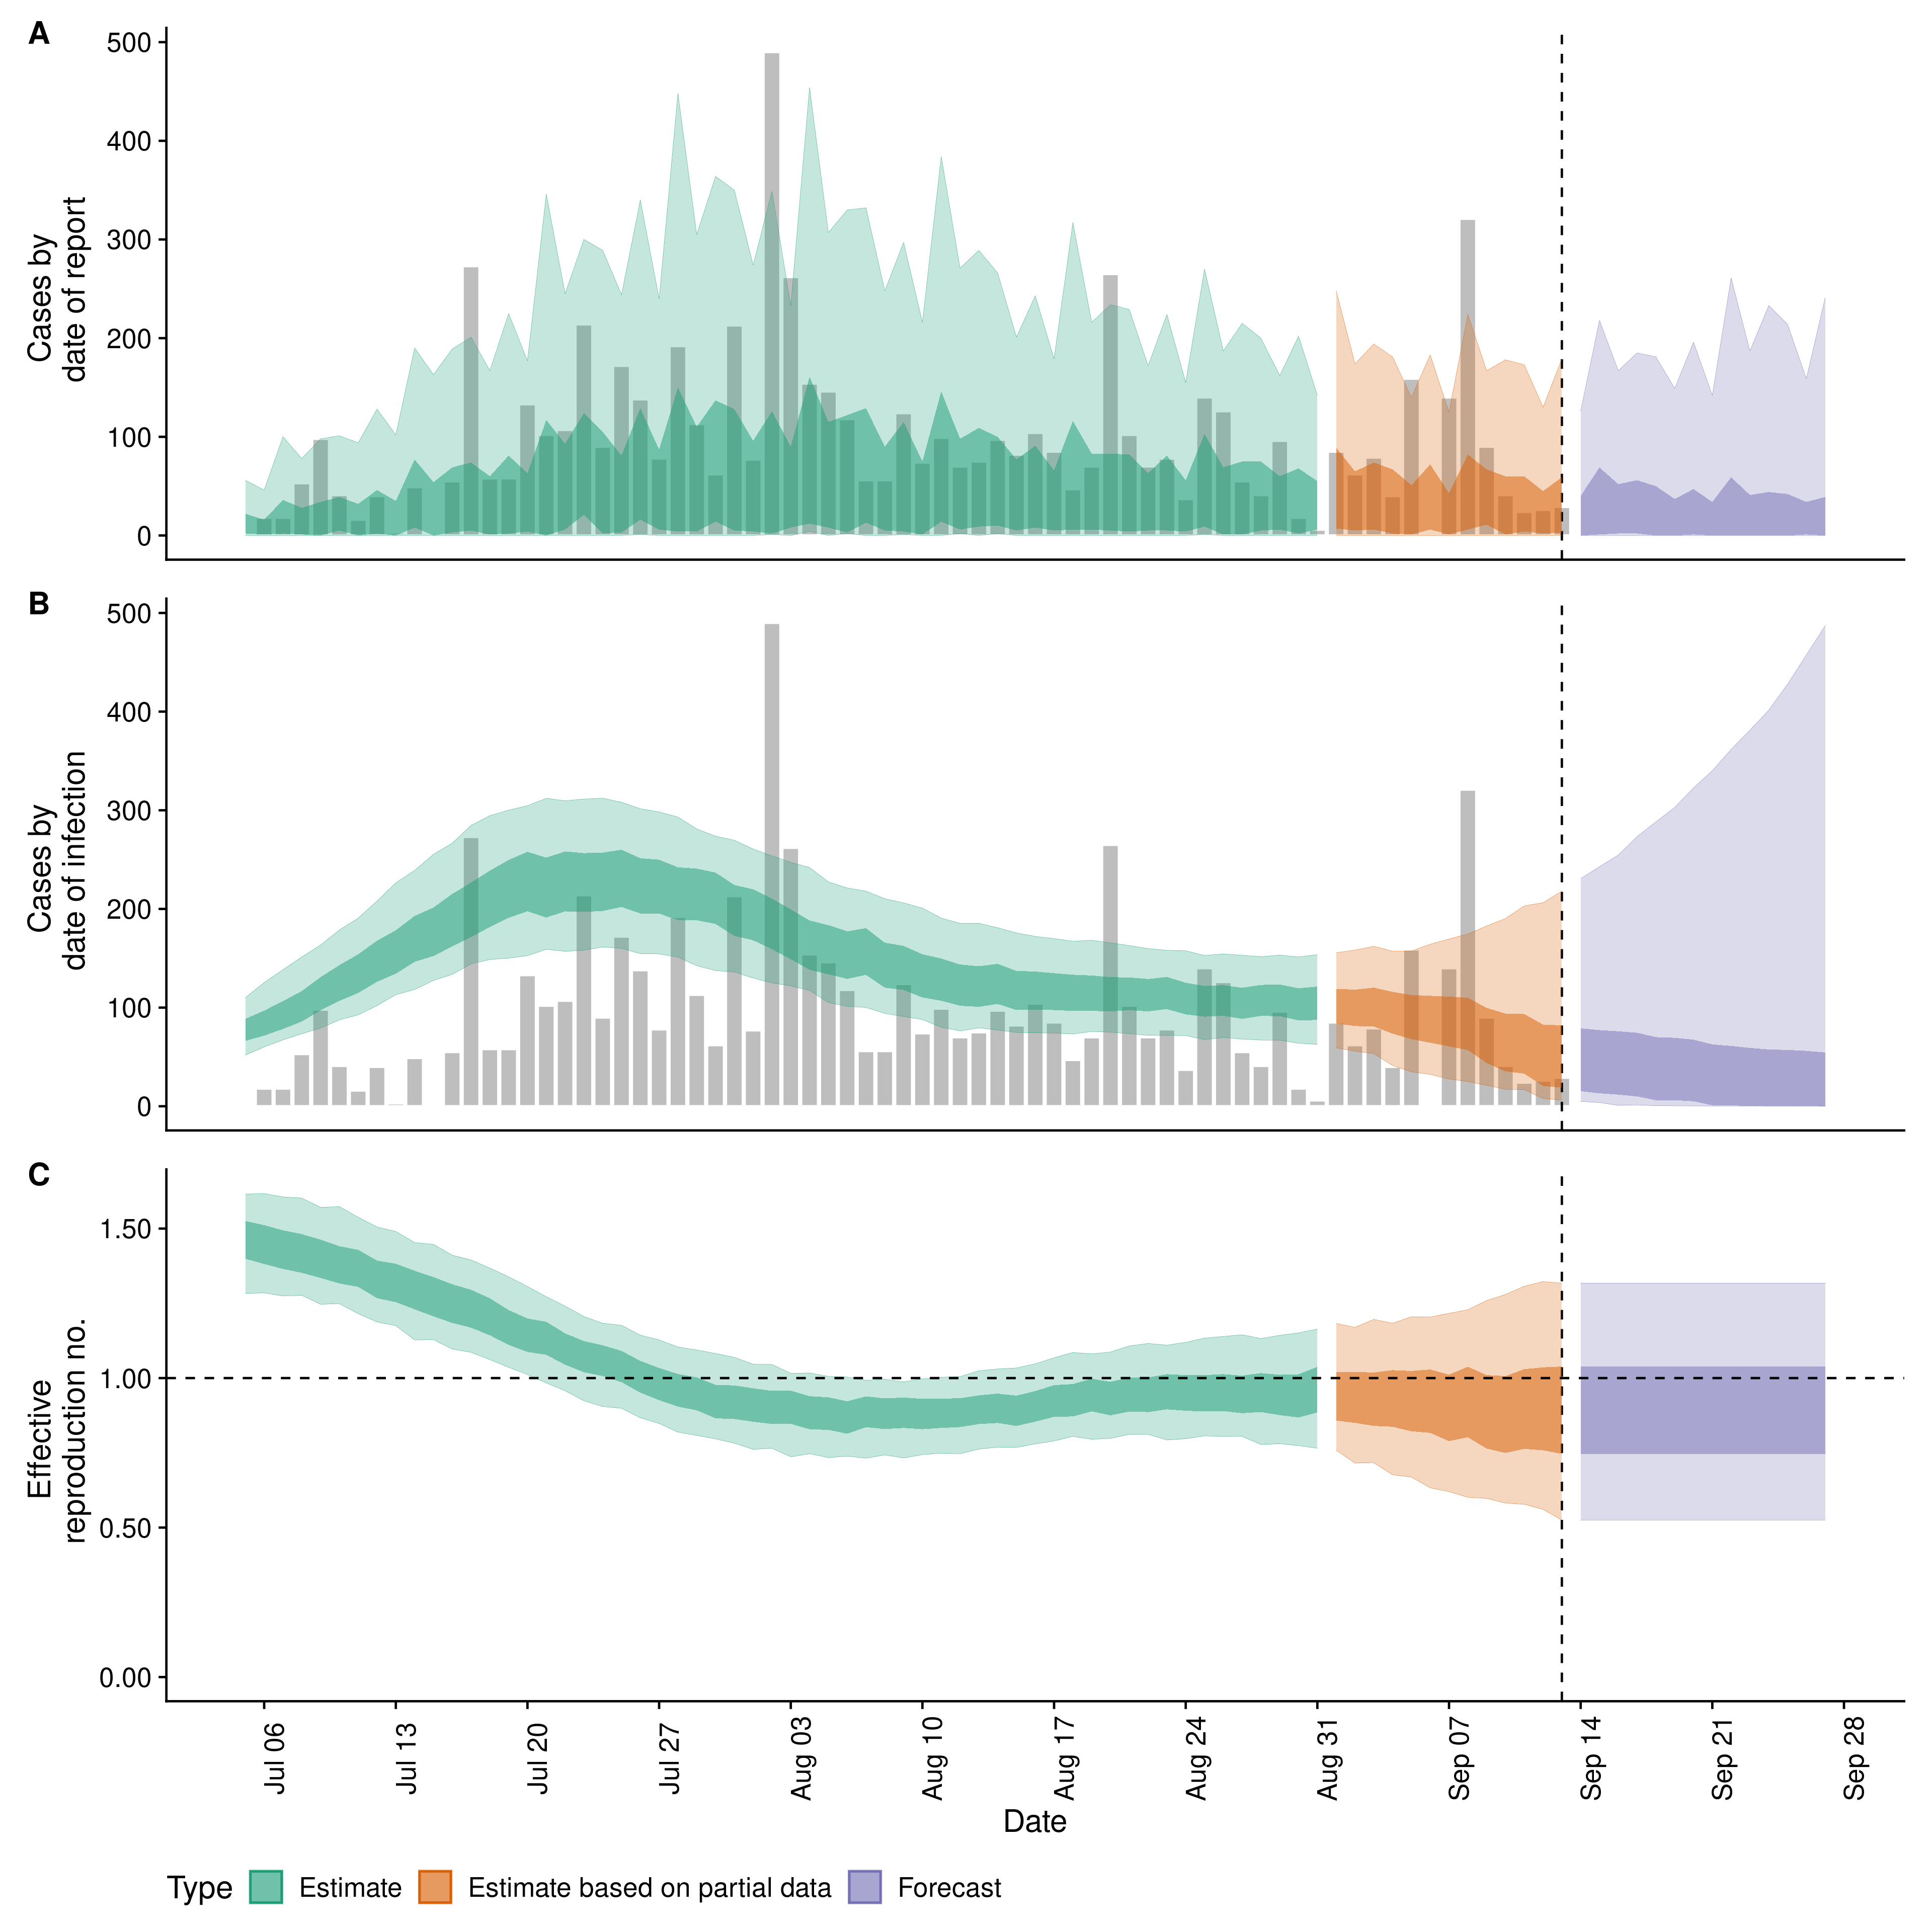 A
500
400
300
200
100
0
Cases by
date of report
B
500
400
300
200
100
0
Cases by
date of infection
C
1.50
1.00
0.50
0.00
Effective
reproduction no.
Jul 06
Jul 13
Jul 20
Jul 27
Aug 03
Aug 10
Aug 17
Aug 24
Aug 31
Sep 07
Sep 14
Sep 21
Sep 28
Date
Type Estimate Estimate based on partial data Forecast